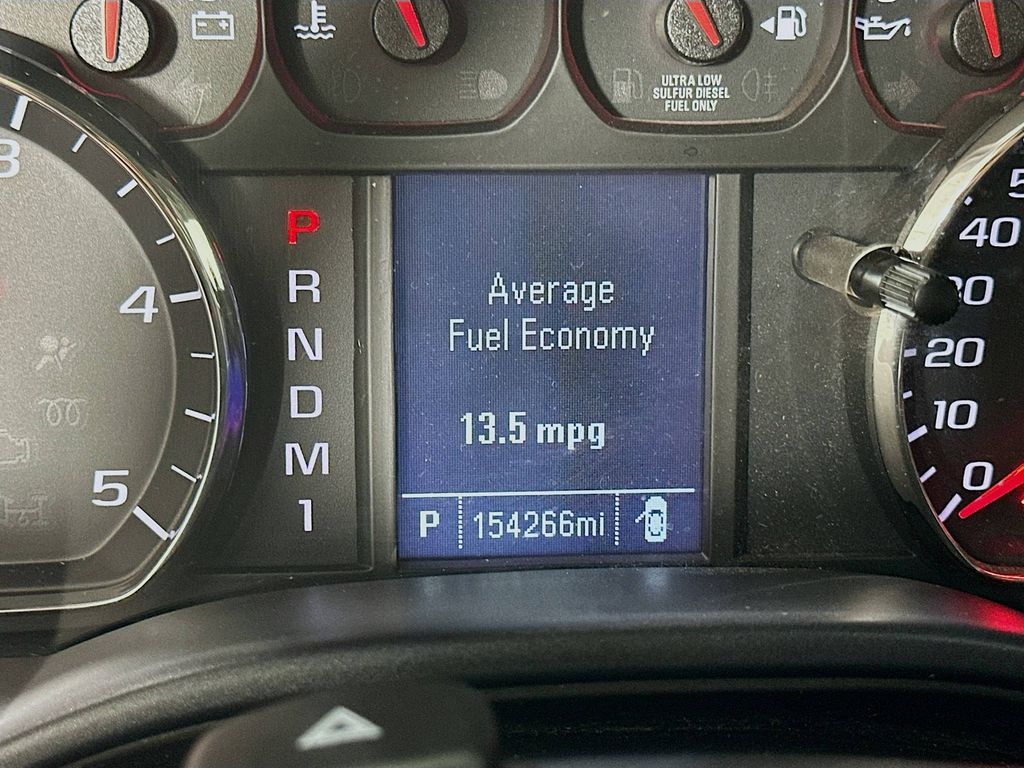 ULTRA LOW
SULFUR DIESEL
FUEL ONLY
3
4
5
P
R
N
D
M
1
Average
Fuel Economy
13.5 mpg
P 154266mi
40
20
10
0